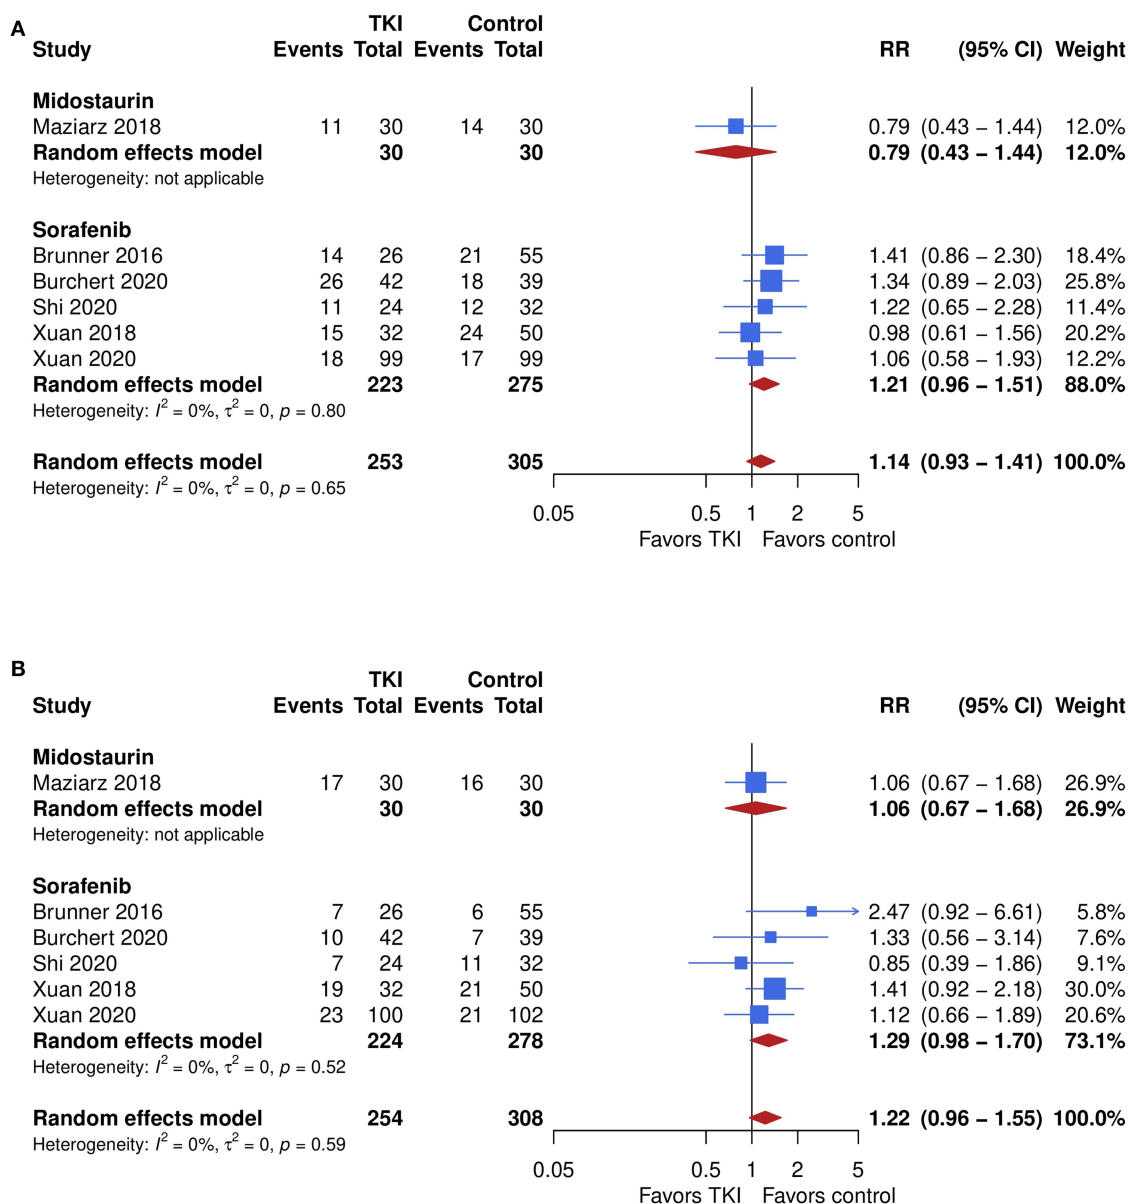 A
TKI Control
Study Events Total Events Total RR (95% CI) Weight
Midostaurin
Maziarz 2018 11 30 14 30 0.79 (0.43 – 1.44) 12.0%
Random effects model 30 30 0.79 (0.43 – 1.44) 12.0%
Heterogeneity: not applicable
Sorafenib
Brunner 2016 14 26 21 55 1.41 (0.86 – 2.30) 18.4%
Burchert 2020 26 42 18 39 1.34 (0.89 – 2.03) 25.8%
Shi 2020 11 24 12 32 1.22 (0.65 – 2.28) 11.4%
Xuan 2018 15 32 24 50 0.98 (0.61 – 1.56) 20.2%
Xuan 2020 18 99 17 99 1.06 (0.58 – 1.93) 12.2%
Random effects model 223 275 1.21 (0.96 – 1.51) 88.0%
Heterogeneity: I² = 0%, τ² = 0, p = 0.80
Random effects model 253 305 1.14 (0.93 – 1.41) 100.0%
Heterogeneity: I² = 0%, τ² = 0, p = 0.65
0.05 0.5 1 2 5
Favors TKI Favors control
B
TKI Control
Study Events Total Events Total RR (95% CI) Weight
Midostaurin
Maziarz 2018 17 30 16 30 1.06 (0.67 – 1.68) 26.9%
Random effects model 30 30 1.06 (0.67 – 1.68) 26.9%
Heterogeneity: not applicable
Sorafenib
Brunner 2016 7 26 6 55 2.47 (0.92 – 6.61) 5.8%
Burchert 2020 10 42 7 39 1.33 (0.56 – 3.14) 7.6%
Shi 2020 7 24 11 32 0.85 (0.39 – 1.86) 9.1%
Xuan 2018 19 32 21 50 1.41 (0.92 – 2.18) 30.0%
Xuan 2020 23 100 21 102 1.12 (0.66 – 1.89) 20.6%
Random effects model 224 278 1.29 (0.98 – 1.70) 73.1%
Heterogeneity: I² = 0%, τ² = 0, p = 0.52
Random effects model 254 308 1.22 (0.96 – 1.55) 100.0%
Heterogeneity: I² = 0%, τ² = 0, p = 0.59
0.05 0.5 1 2 5
Favors TKI Favors control